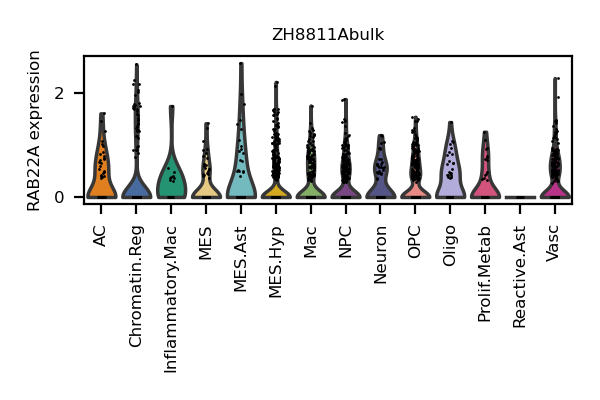 ZH8811Abulk
RAB22A expression
2
0
AC
Chromatin.Reg
Inflammatory.Mac
MES
MES.Ast
MES.Hyp
Mac
NPC
Neuron
OPC
Oligo
Prolif.Metab
Reactive.Ast
Vasc